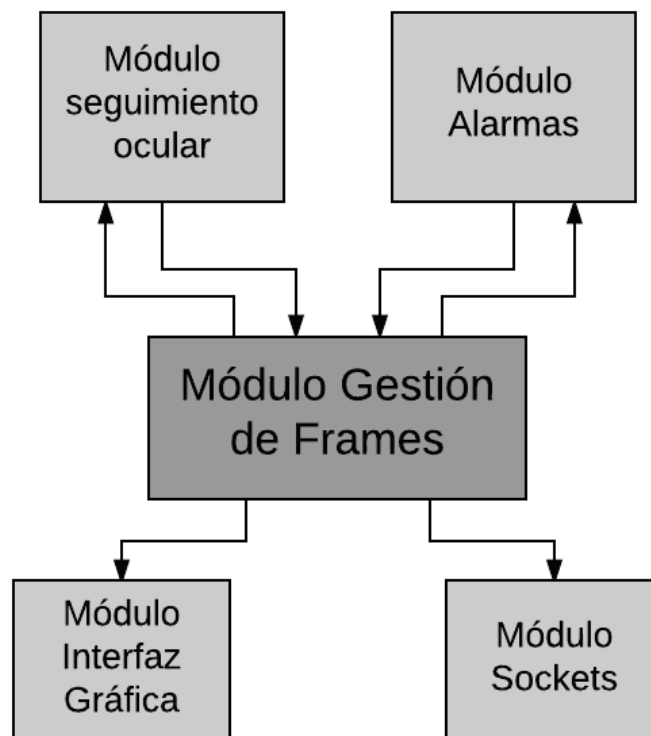 Módulo
seguimiento
ocular
Módulo
Alarmas
Módulo Gestión
de Frames
Módulo
Interfaz
Gráfica
Módulo
Sockets